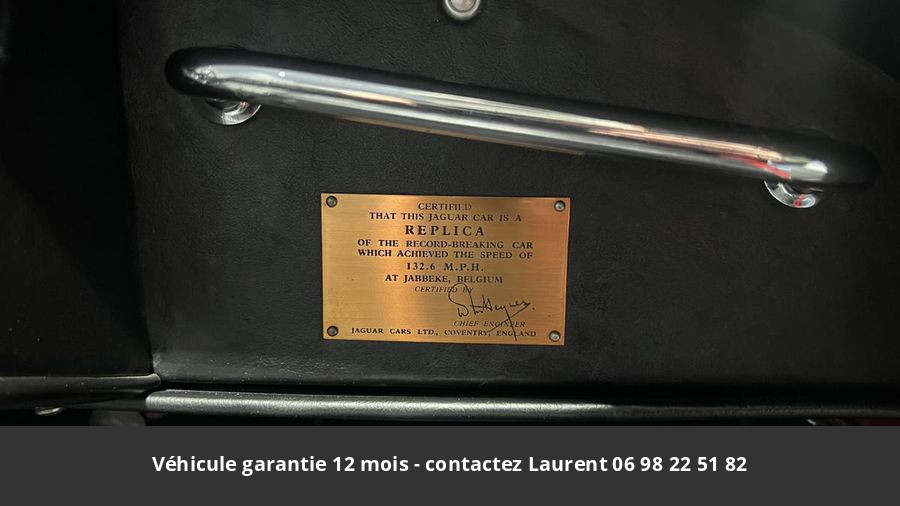 CERTIFIED
THAT THIS JAGUAR CAR IS A
REPLICA
OF THE RECORD-BREAKING CAR
WHICH ACHIEVED THE SPEED OF
132.6 M.P.H.
AT JABBEKE, BELGIUM
CERTIFIED BY
W M Heynes.
CHIEF ENGINEER
JAGUAR CARS LTD., COVENTRY, ENGLAND
Véhicule garantie 12 mois - contactez Laurent 06 98 22 51 82